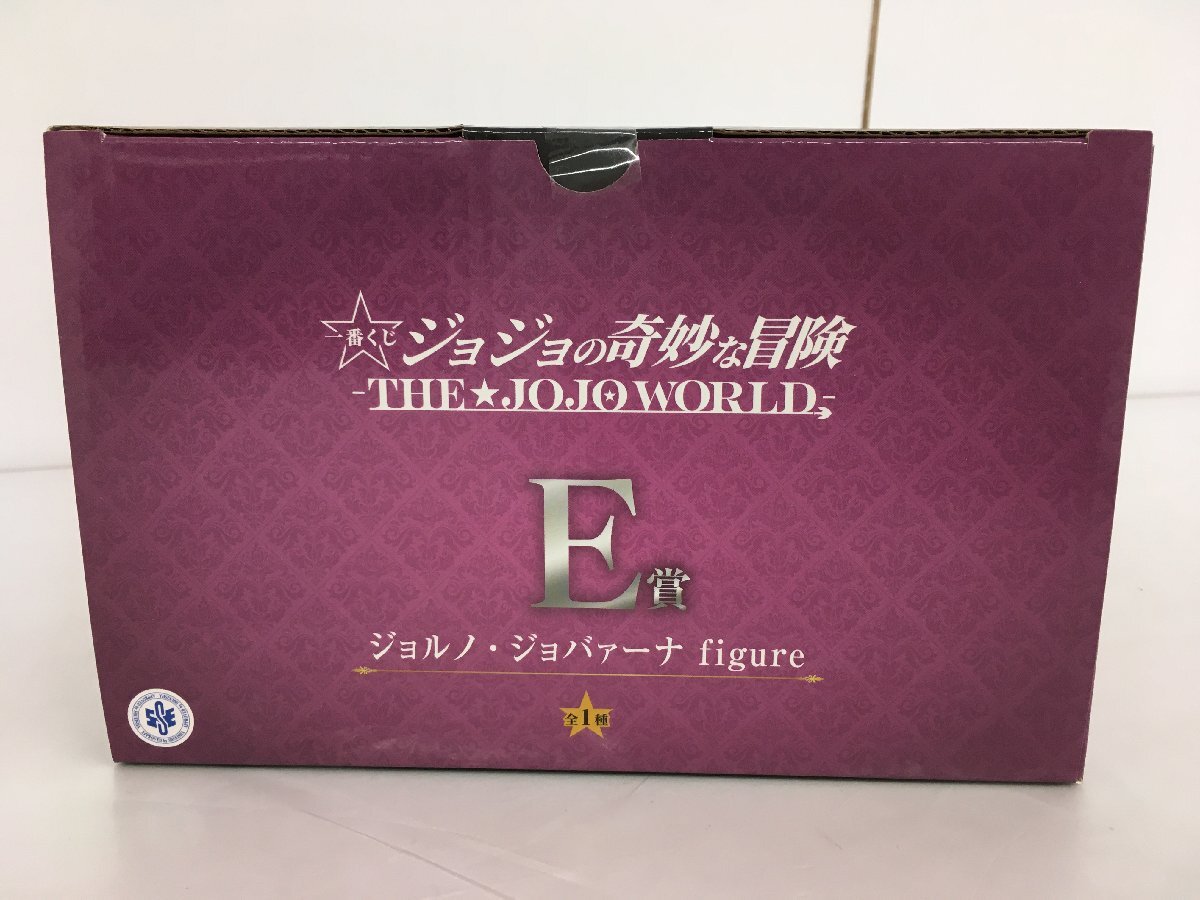 一番くじ
ジョジョの奇妙な冒険
-THE★JOJO WORLD-
E賞
ジョルノ・ジョバァーナ figure
全1種